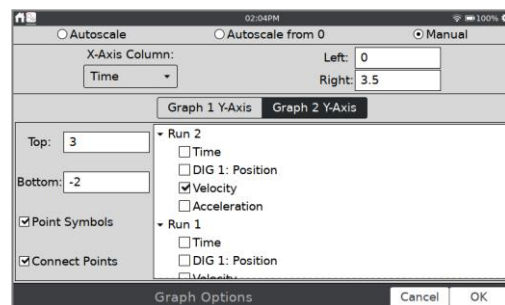 02:04PM 100%
Autoscale Autoscale from 0 Manual
X-Axis Column:
Time
Left: 0
Right: 3.5
Graph 1 Y-Axis Graph 2 Y-Axis
Top: 3
Bottom: -2
Point Symbols
Connect Points
Run 2
Time
DIG 1: Position
Velocity
Acceleration
Run 1
Time
DIG 1: Position
Velocity
Graph Options Cancel OK